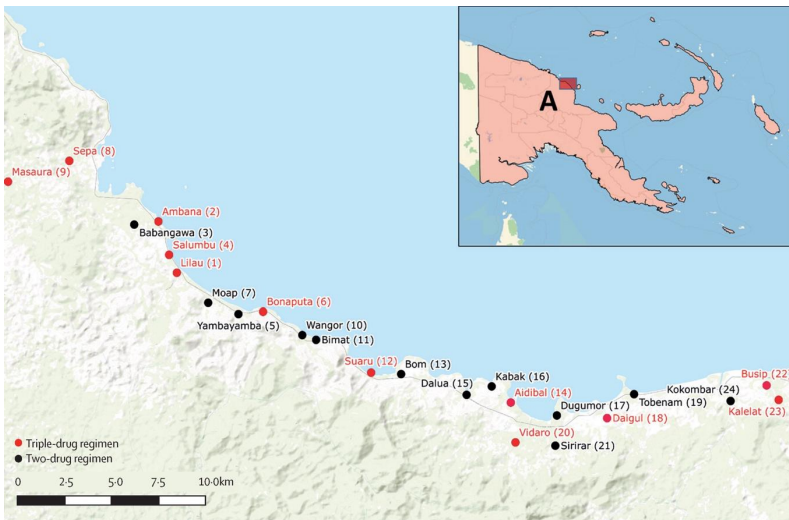 A
Sepa (8)
Masaura (9)
Ambana (2)
Babangawa (3)
Salumbu (4)
Lilau (1)
Moap (7)
Bonaputa (6)
Yambayamba (5)
Wangor (10)
Bimat (11)
Suaru (12)
Bom (13)
Kabak (16)
Busip (22)
Dalua (15)
Aidibal (14)
Kokombar (24)
Dugumor (17)
Tobenam (19)
Kalelat (23)
Daigul (18)
Vidaro (20)
Sirirar (21)
Triple-drug regimen
Two-drug regimen
0 2·5 5 7·5 10·0km